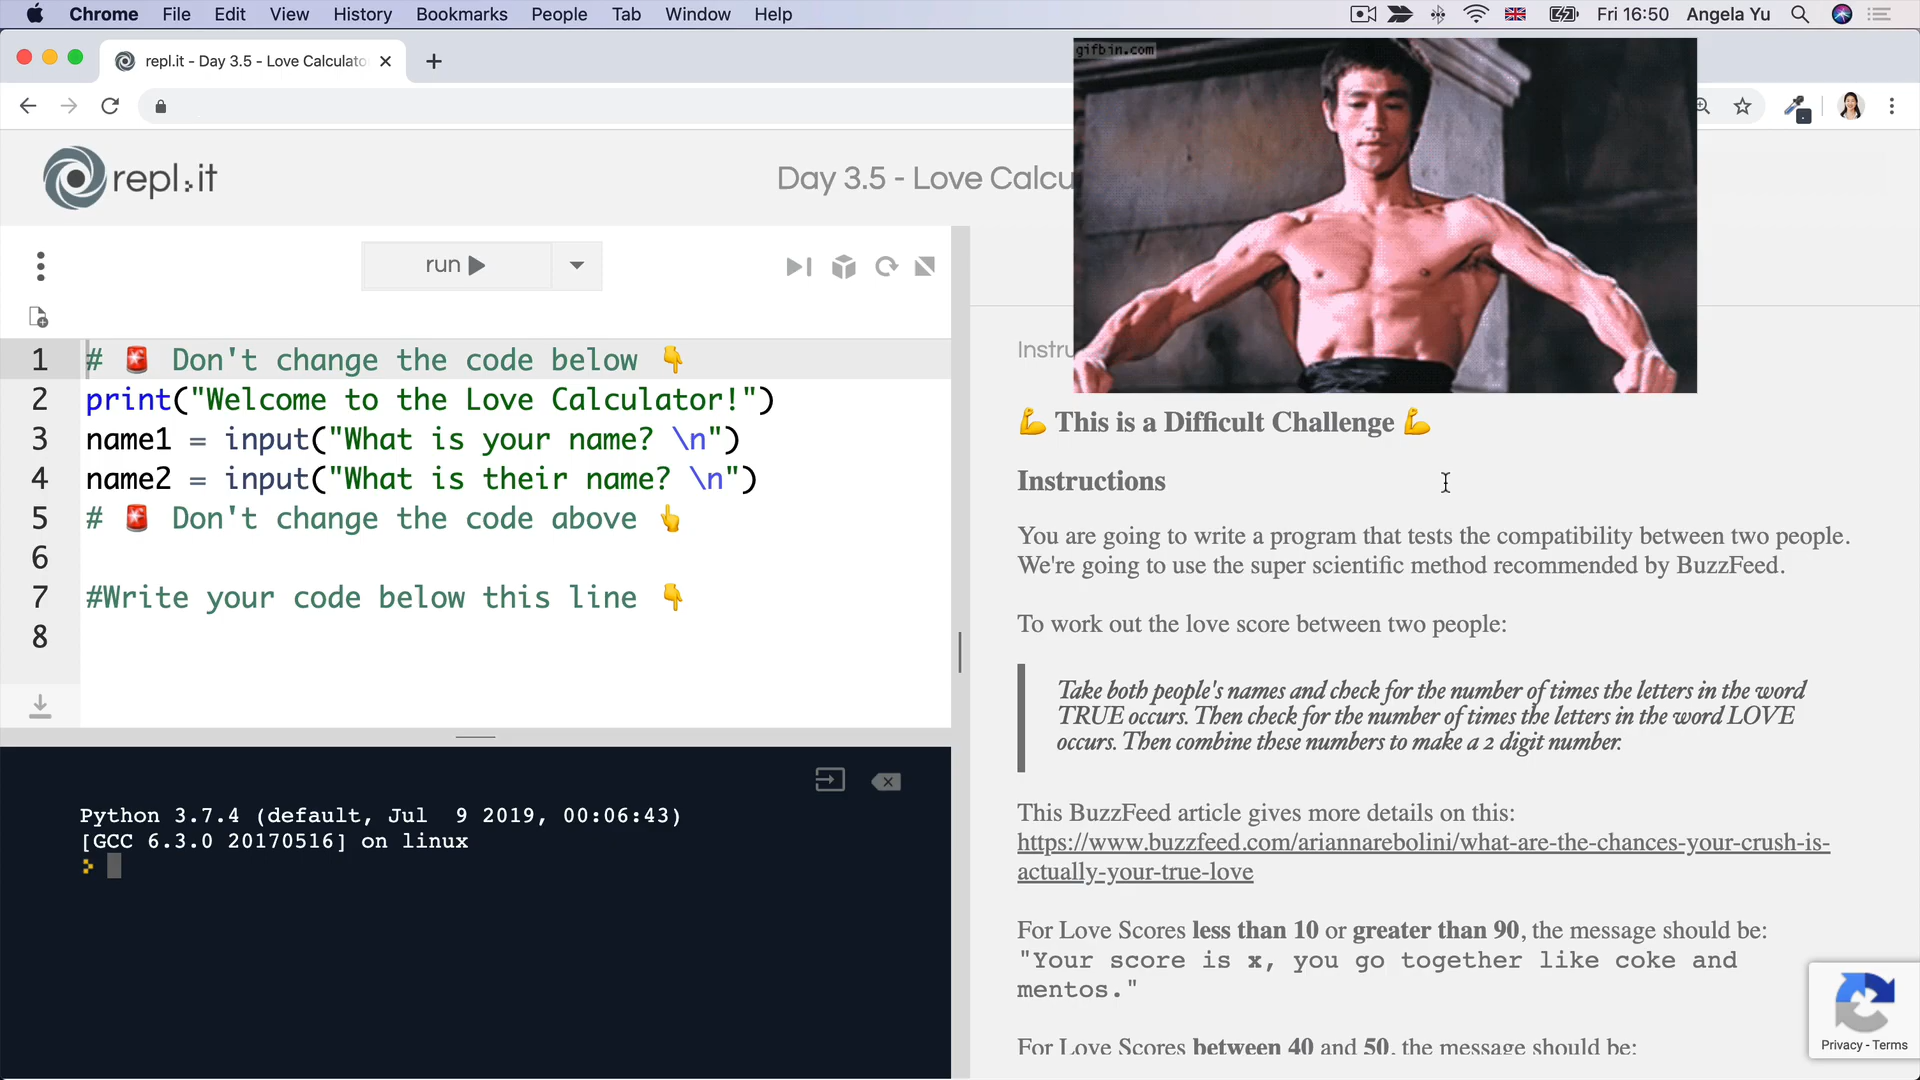 Chrome File Edit View History Bookmarks People Tab Window Help
Fri 16:50 Angela Yu
repl.it - Day 3.5 - Love Calculato
gifbin.com
repl.it
Day 3.5 - Love Calcu
run
1 # 🚨 Don't change the code below 👇
2 print("Welcome to the Love Calculator!")
3 name1 = input("What is your name? \n")
4 name2 = input("What is their name? \n")
5 # 🚨 Don't change the code above 👆
6
7 #Write your code below this line 👇
8
Python 3.7.4 (default, Jul  9 2019, 00:06:43)
[GCC 6.3.0 20170516] on linux
Instru
💪 This is a Difficult Challenge 💪
Instructions
You are going to write a program that tests the compatibility between two people.
We're going to use the super scientific method recommended by BuzzFeed.
To work out the love score between two people:
Take both people's names and check for the number of times the letters in the word
TRUE occurs. Then check for the number of times the letters in the word LOVE
occurs. Then combine these numbers to make a 2 digit number.
This BuzzFeed article gives more details on this:
https://www.buzzfeed.com/ariannarebolini/what-are-the-chances-your-crush-is-
actually-your-true-love
For Love Scores less than 10 or greater than 90, the message should be:
"Your score is x, you go together like coke and
mentos."
For Love Scores between 40 and 50, the message should be:
Privacy - Terms